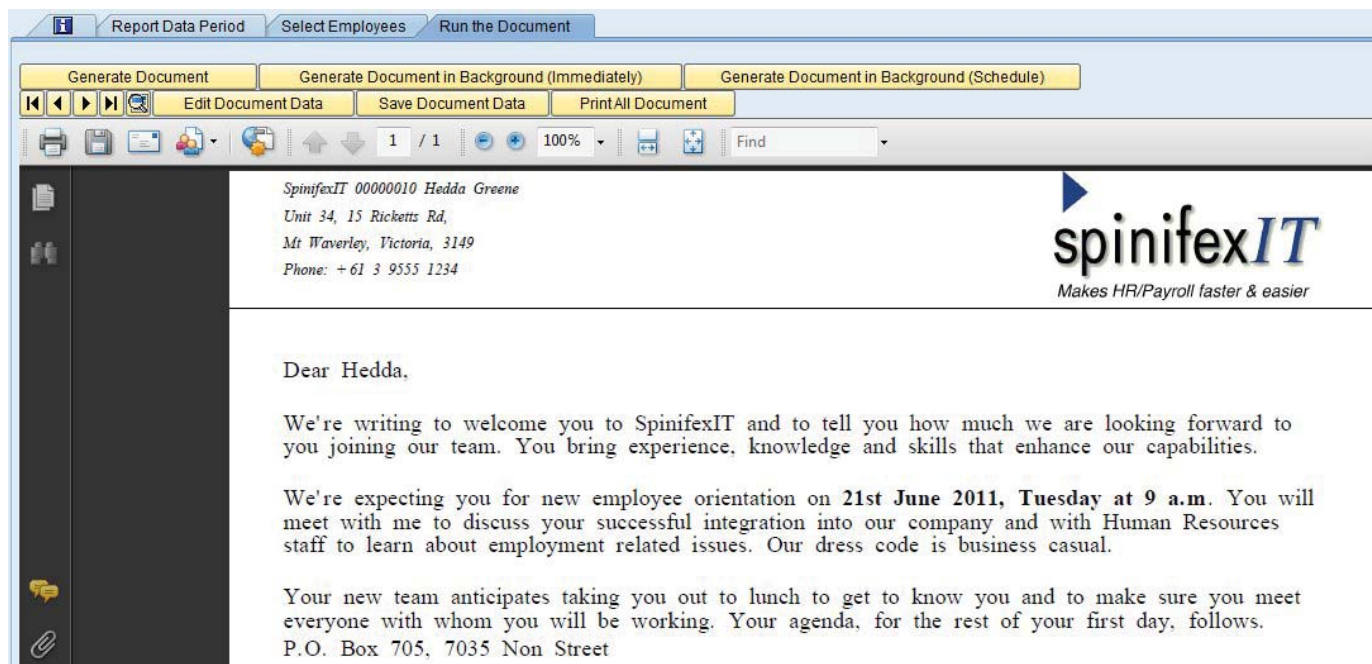 Report Data Period Select Employees Run the Document
Generate Document Generate Document in Background (Immediately) Generate Document in Background (Schedule)
Edit Document Data Save Document Data Print All Document
1 / 1 100% Find
SpinifexIT 00000010 Hedda Greene
Unit 34, 15 Ricketts Rd,
Mt Waverley, Victoria, 3149
Phone: +61 3 9555 1234
spinifexIT
Makes HR/Payroll faster & easier
Dear Hedda,
We're writing to welcome you to SpinifexIT and to tell you how much we are looking forward to
you joining our team. You bring experience, knowledge and skills that enhance our capabilities.
We're expecting you for new employee orientation on 21st June 2011, Tuesday at 9 a.m. You will
meet with me to discuss your successful integration into our company and with Human Resources
staff to learn about employment related issues. Our dress code is business casual.
Your new team anticipates taking you out to lunch to get to know you and to make sure you meet
everyone with whom you will be working. Your agenda, for the rest of your first day, follows.
P.O. Box 705, 7035 Non Street